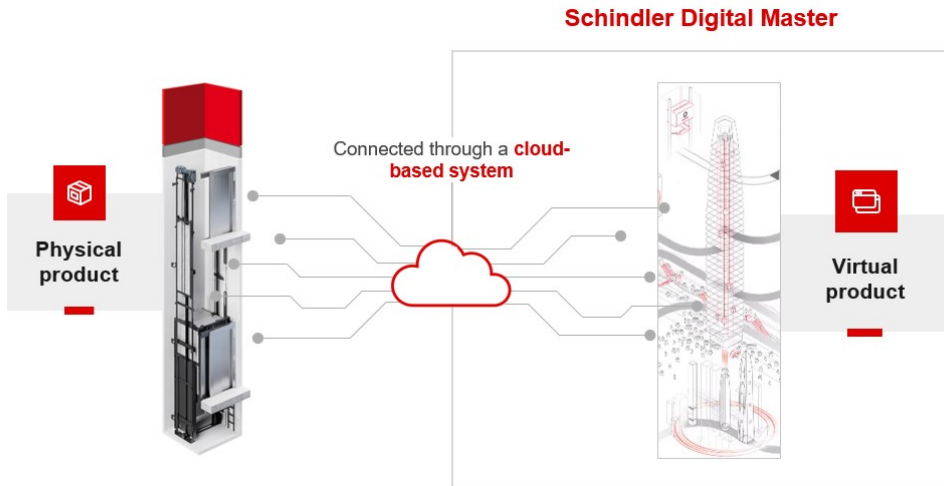 Schindler Digital Master
Connected through a cloud-
based system
Physical
product
Virtual
product